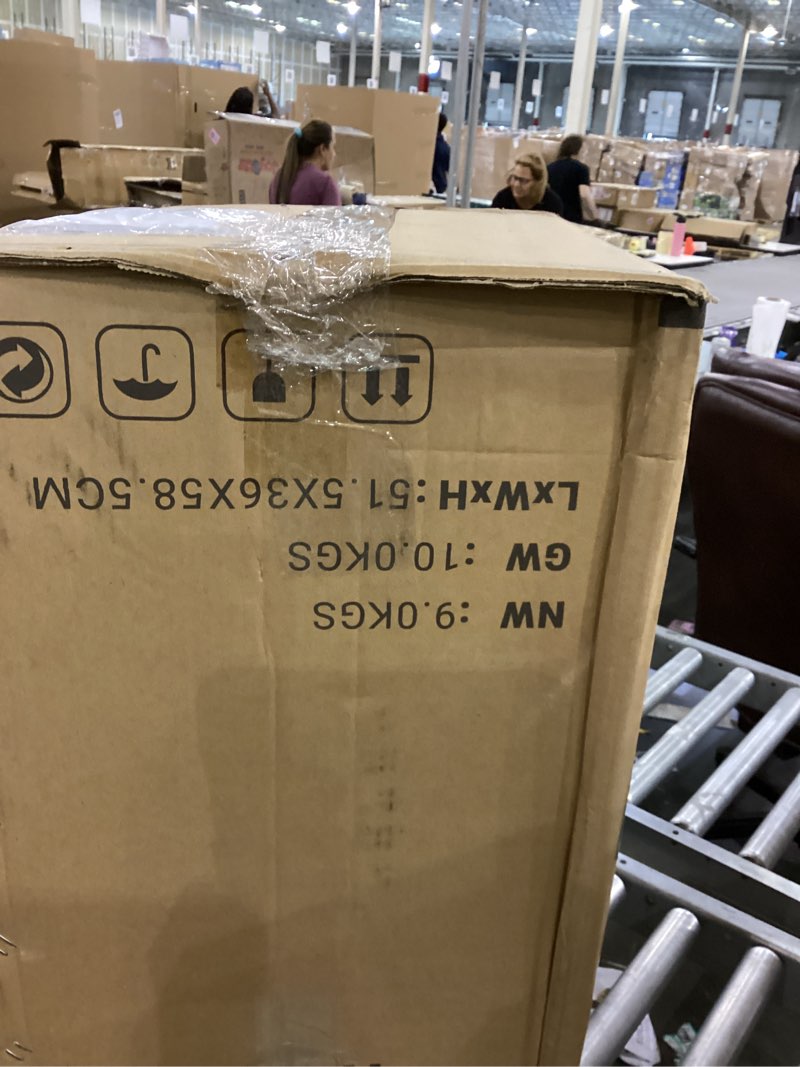 NW :9.0KGS
GW :10.0KGS
LxWxH:51.5X36X58.5CM